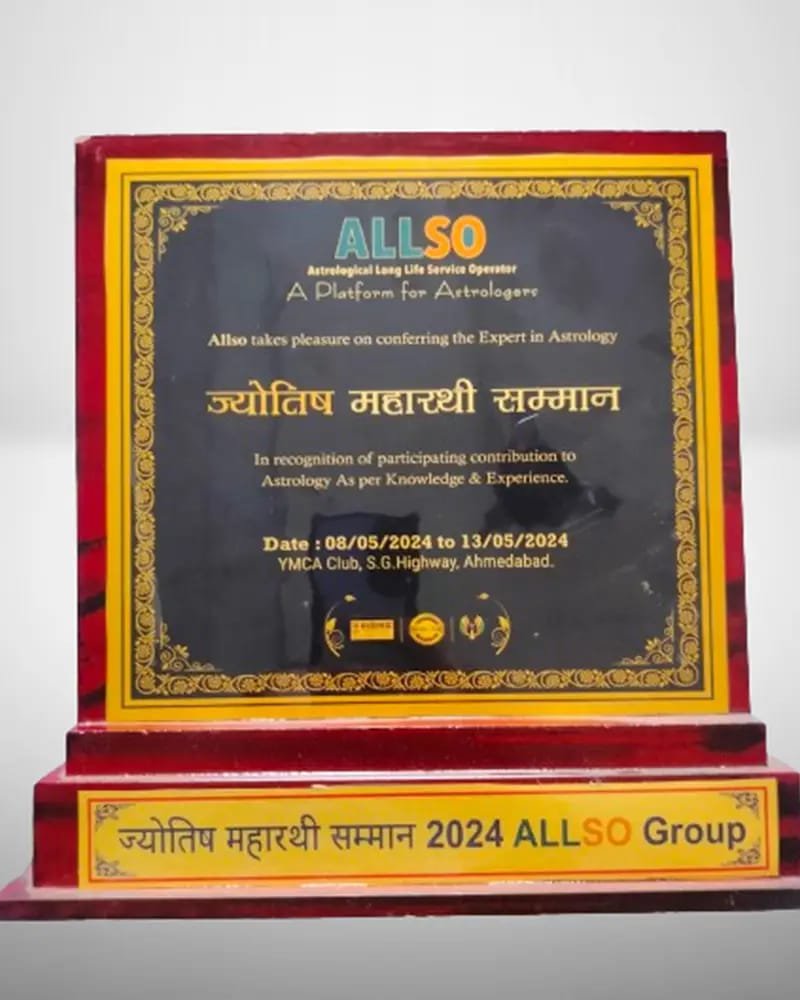 ALLSO
Astrological Long Life Service Operator
A Platform for Astrologers
Allso takes pleasure on conferring the Expert in Astrology
ज्योतिष महारथी सम्मान
In recognition of participating contribution to
Astrology As per Knowledge & Experience.
Date : 08/05/2024 to 13/05/2024
YMCA Club, S.G.Highway, Ahmedabad.
ज्योतिष महारथी सम्मान 2024 ALLSO Group